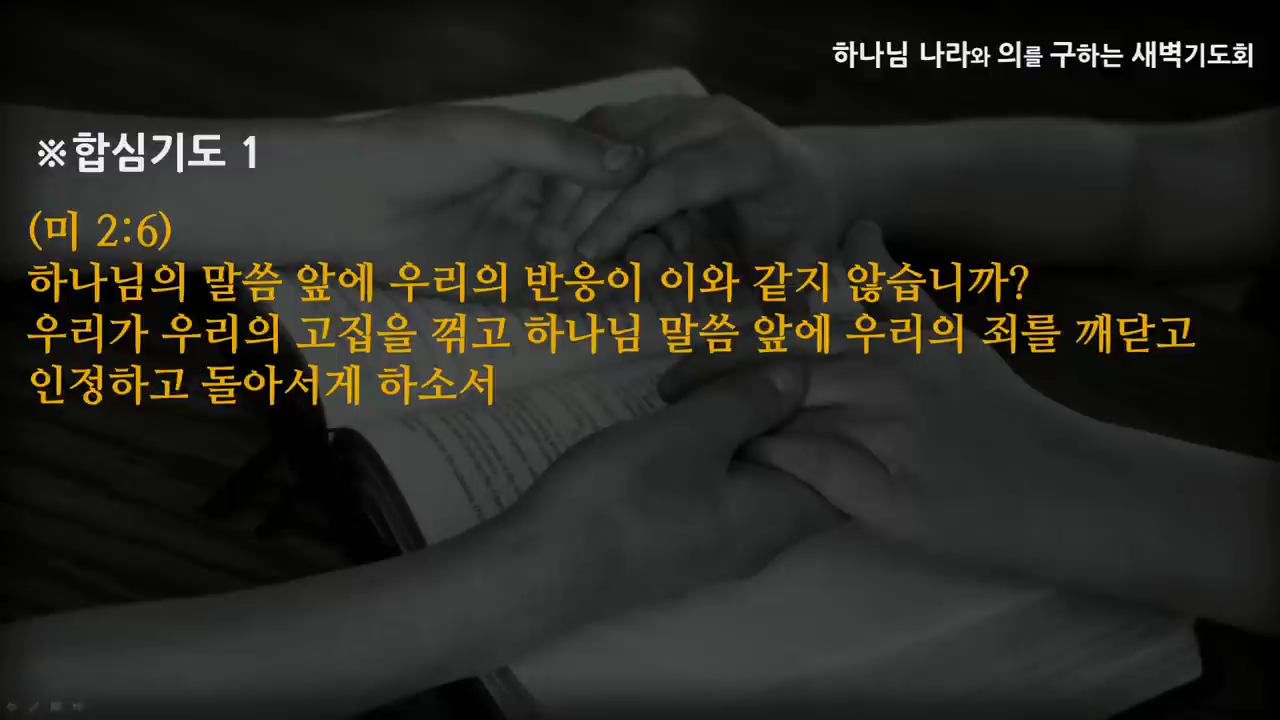 하나님 나라와 의를 구하는 새벽기도회
※합심기도 1
(미 2:6)
하나님의 말씀 앞에 우리의 반응이 이와 같지 않습니까?
우리가 우리의 고집을 꺾고 하나님 말씀 앞에 우리의 죄를 깨닫고
인정하고 돌아서게 하소서